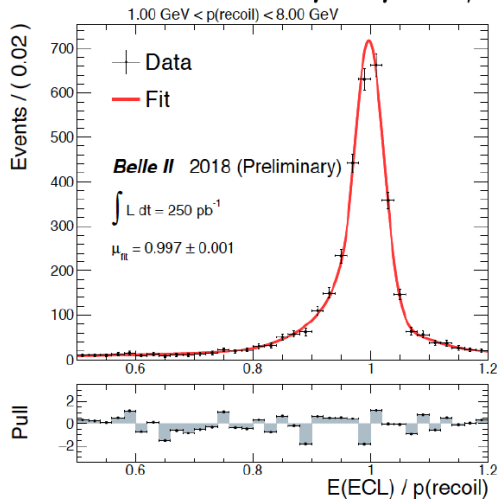 1.00 GeV < p(recoil) < 8.00 GeV
Events / ( 0.02)
700
600
500
400
300
200
100
0
Data
Fit
Belle II 2018 (Preliminary)
∫ L dt = 250 pb⁻¹
μfit = 0.997 ± 0.001
0.6 0.8 1 1.2
Pull
2
0
−2
0.6 0.8 1 1.2
E(ECL) / p(recoil)